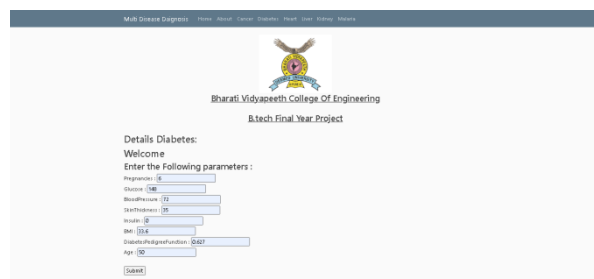 Multi Disease Daignosis Home About Cancer Diabetes Heart Liver Kidney Malaria
Bharati Vidyapeeth College Of Engineering
B.tech Final Year Project
Details Diabetes:
Welcome
Enter the Following parameters :
Pregnancies : 6
Glucose : 148
BloodPressure : 72
SkinThickness : 35
Insulin : 0
BMI : 33.6
DiabetesPedigreeFunction : 0.627
Age : 50
Submit